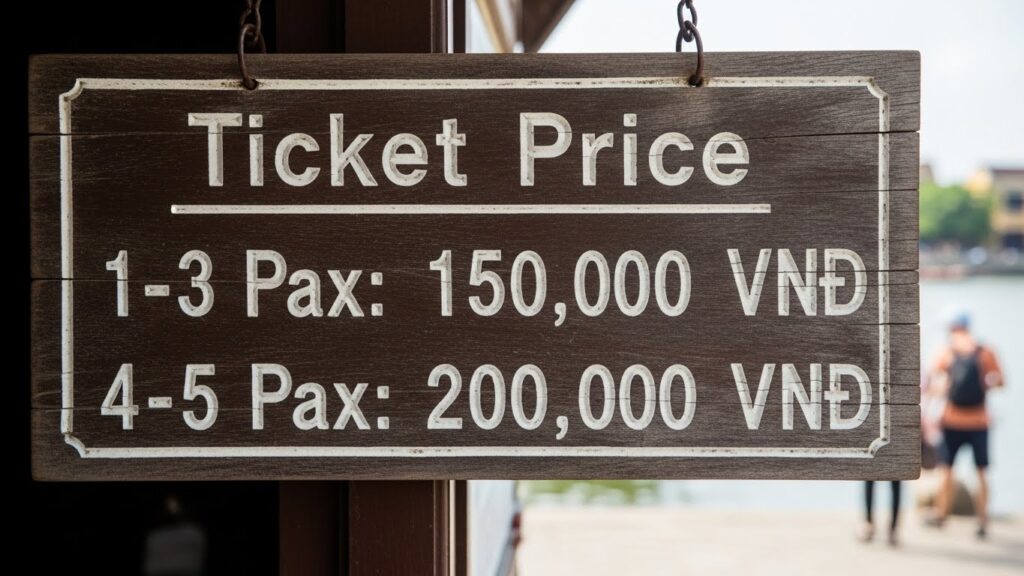 Ticket Price
1-3 Pax: 150,000 VNĐ
4-5 Pax: 200,000 VNĐ